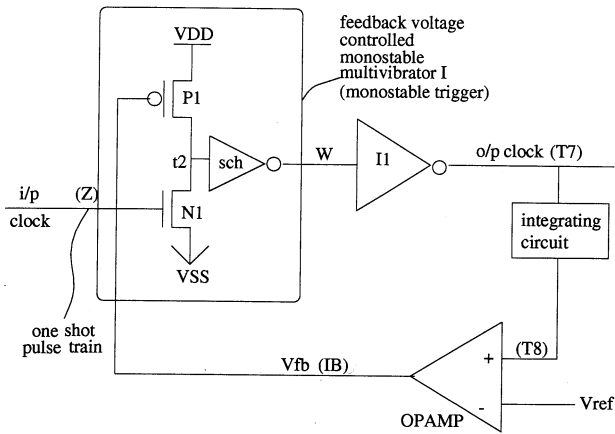 feedback voltage
controlled
monostable
multivibrator I
(monostable trigger)
VDD
P1
t2
sch
W
I1
o/p clock (T7)
i/p
(Z)
clock
N1
VSS
integrating
circuit
one shot
pulse train
Vfb (IB)
+
(T8)
-
Vref
OPAMP